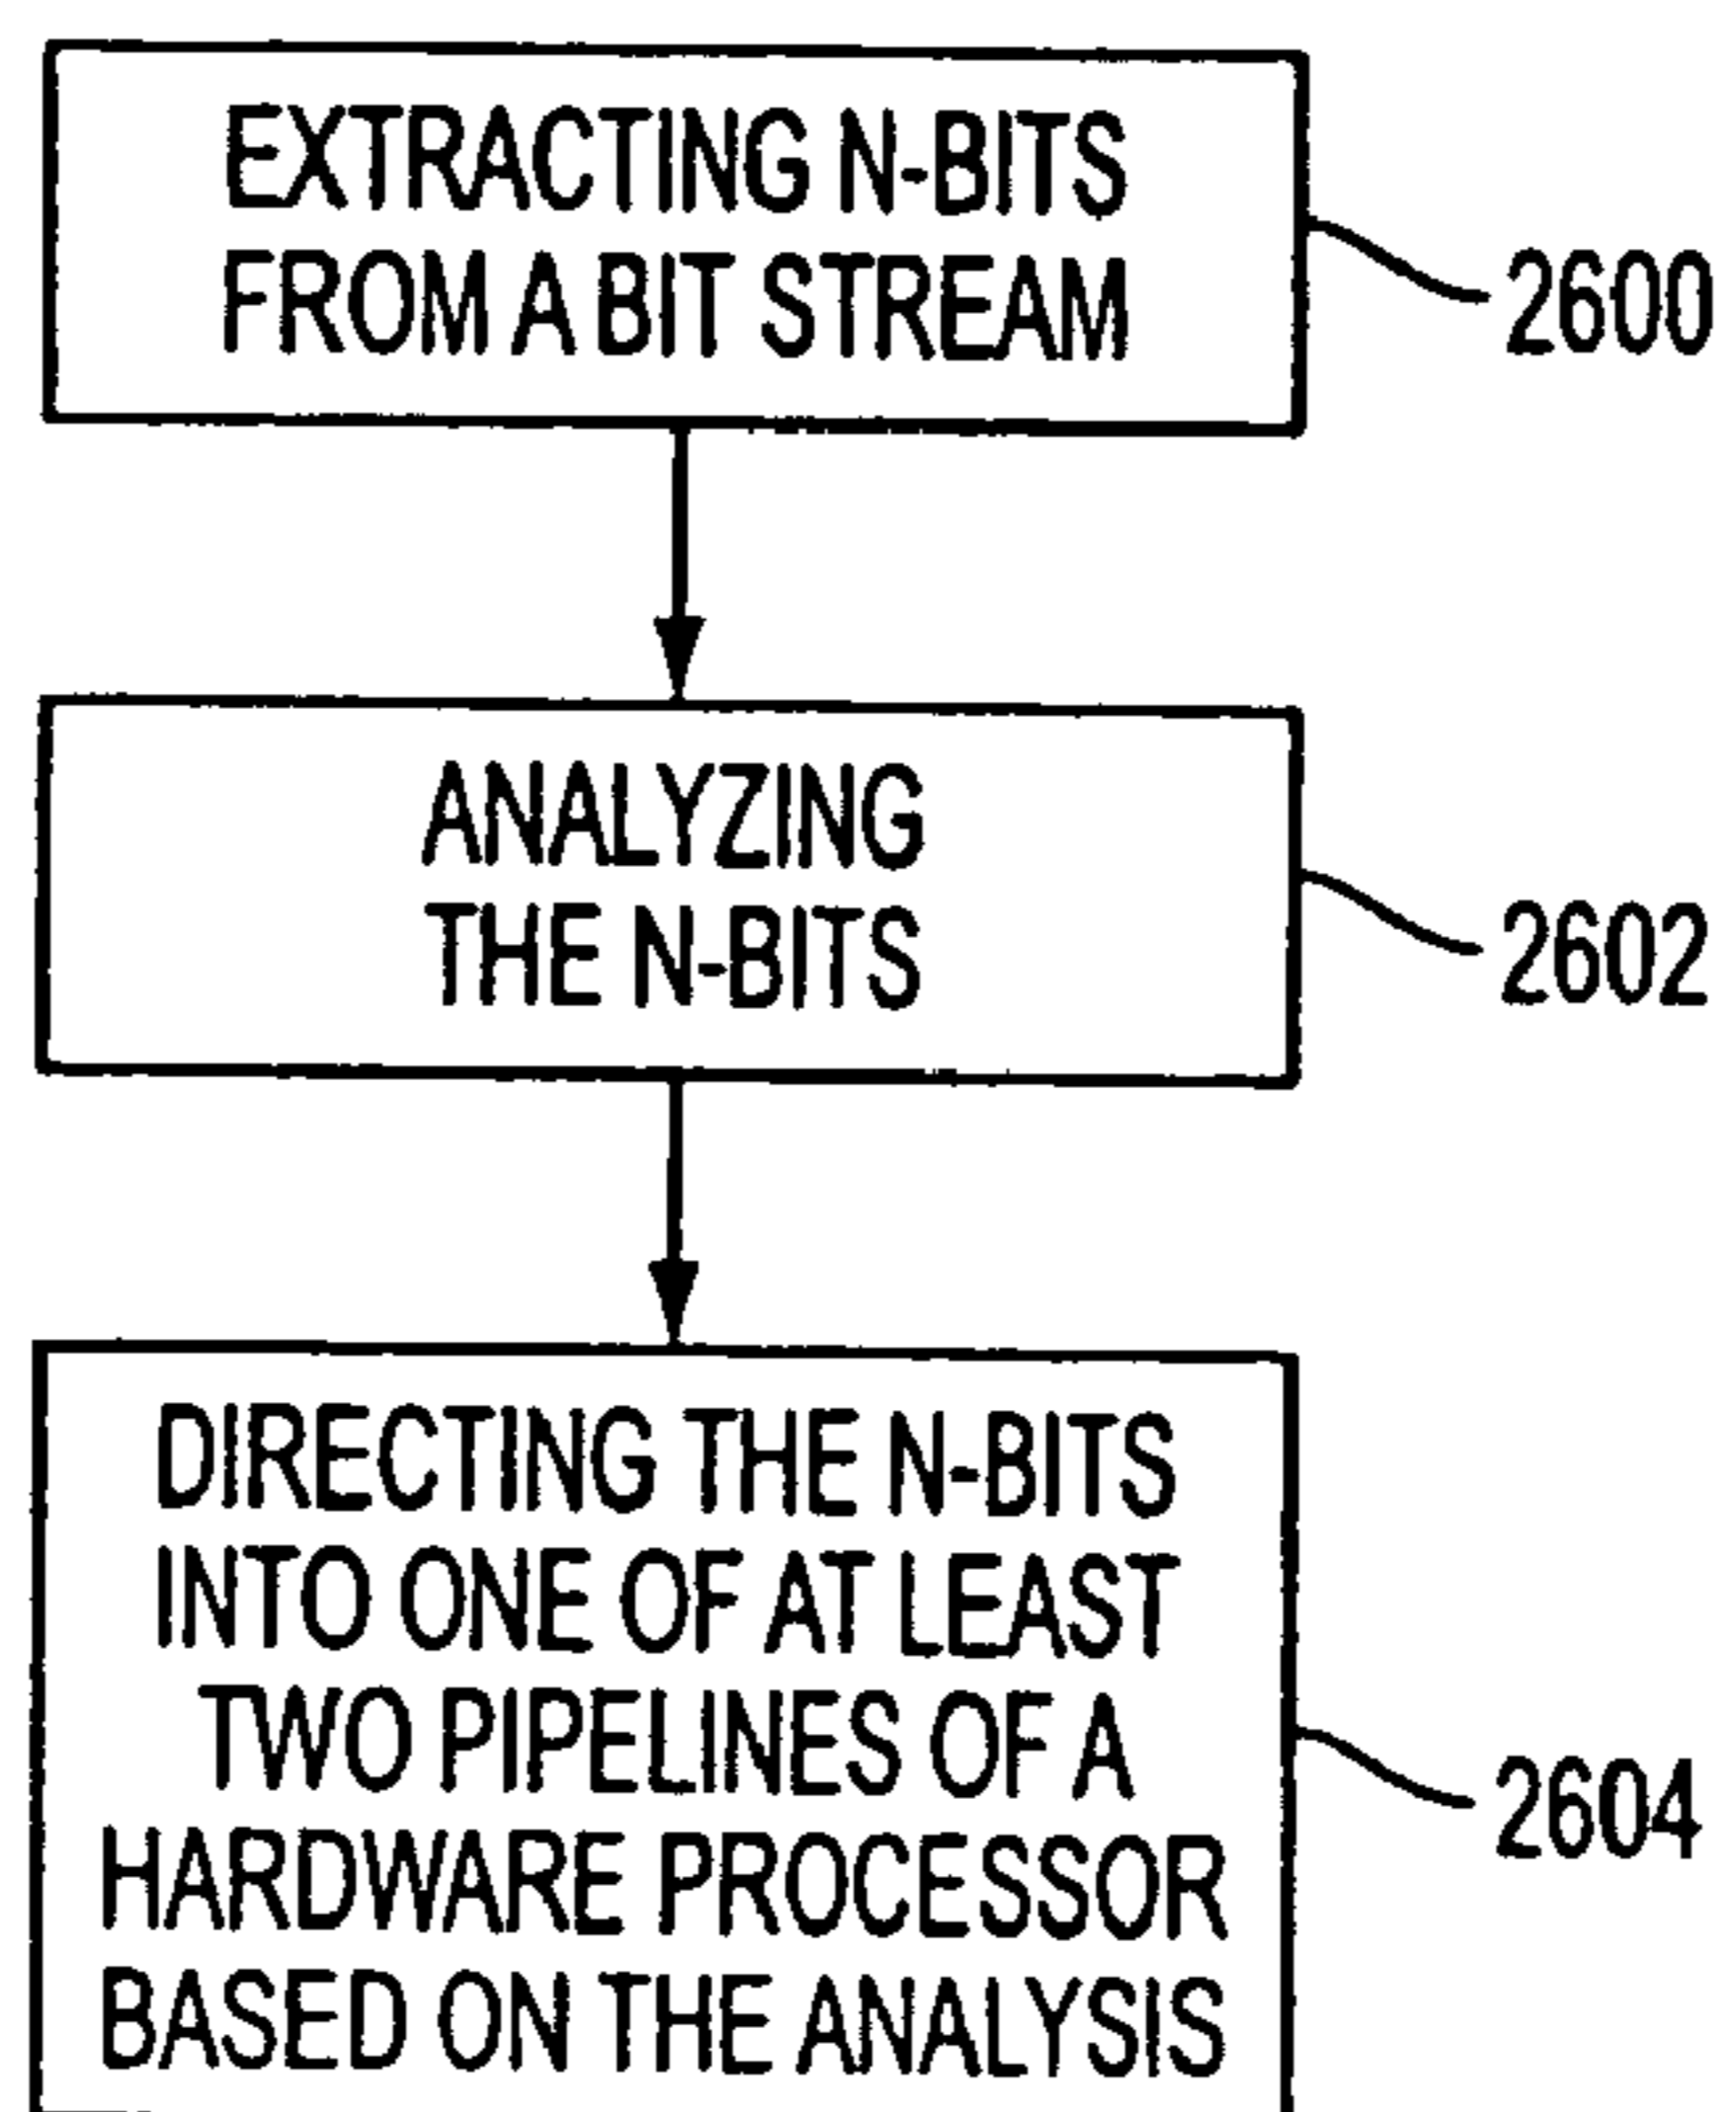 EXTRACTING N-BITS
FROM A BIT STREAM
2600
ANALYZING
THE N-BITS
2602
DIRECTING THE N-BITS
INTO ONE OF AT LEAST
TWO PIPELINES OF A
HARDWARE PROCESSOR
BASED ON THE ANALYSIS
2604